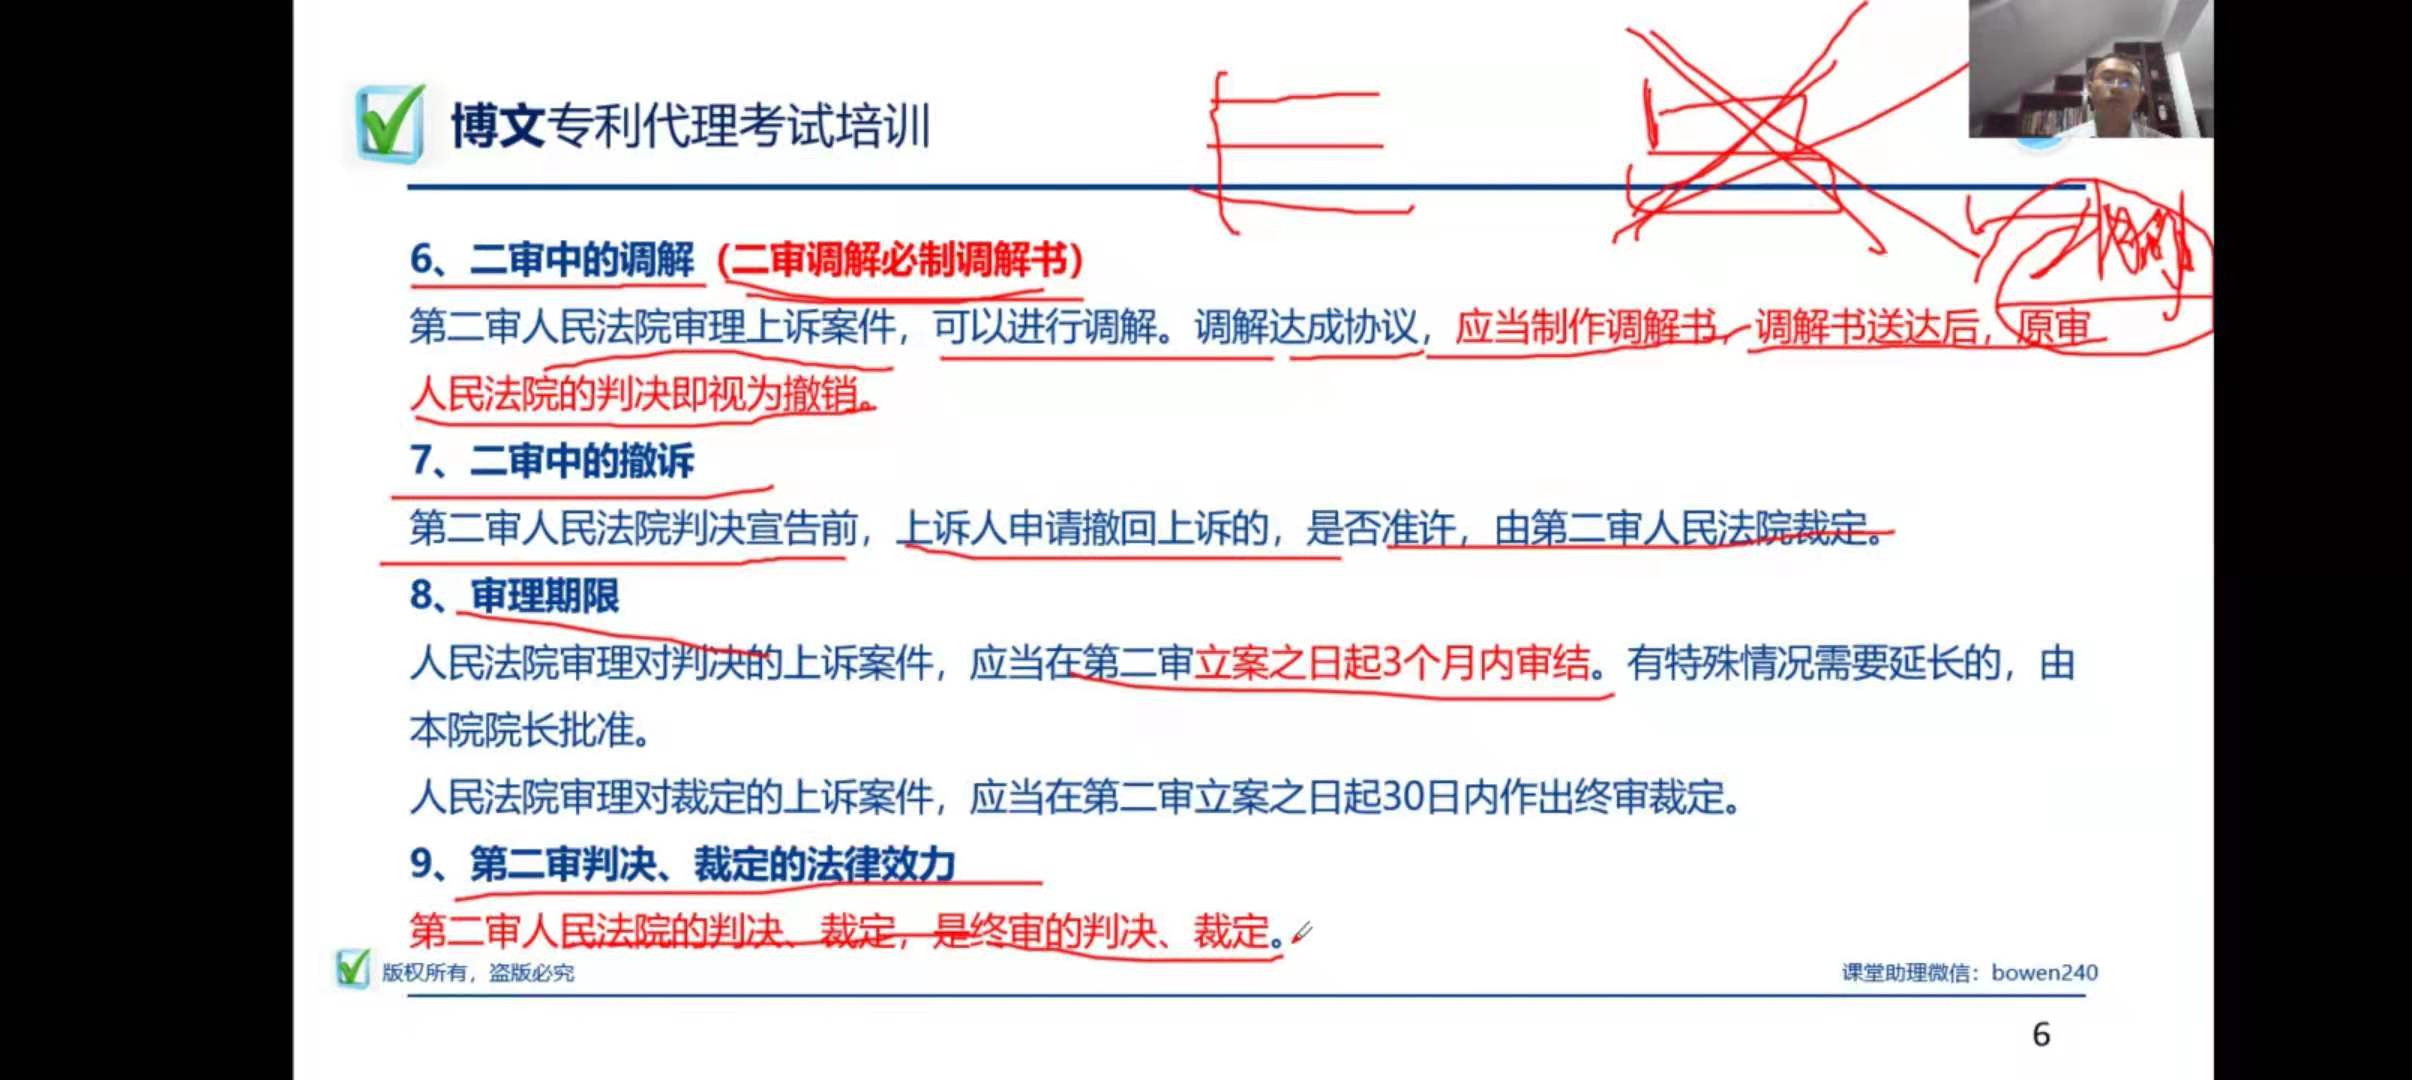 博文专利代理考试培训
6、二审中的调解（二审调解必制调解书）
第二审人民法院审理上诉案件，可以进行调解。调解达成协议，应当制作调解书，调解书送达后，原审
人民法院的判决即视为撤销。
7、二审中的撤诉
第二审人民法院判决宣告前，上诉人申请撤回上诉的，是否准许，由第二审人民法院裁定。
8、审理期限
人民法院审理对判决的上诉案件，应当在第二审立案之日起3个月内审结。有特殊情况需要延长的，由
本院院长批准。
人民法院审理对裁定的上诉案件，应当在第二审立案之日起30日内作出终审裁定。
9、第二审判决、裁定的法律效力
第二审人民法院的判决、裁定，是终审的判决、裁定。
版权所有，盗版必究
课堂助理微信：bowen240
6